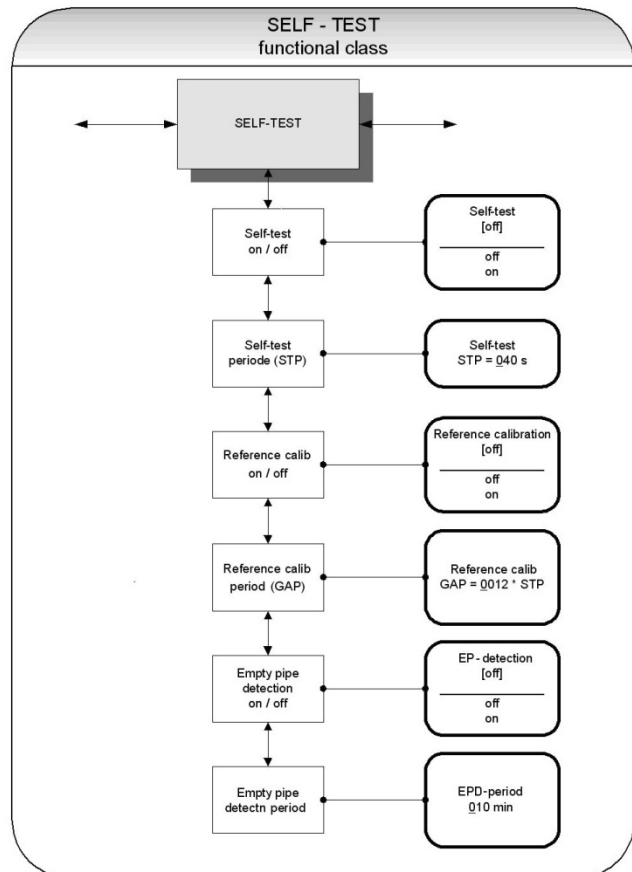 SELF - TEST
functional class
SELF-TEST
Self-test
on / off
Self-test
[off]
off
on
Self-test
periode (STP)
Self-test
STP = 040 s
Reference calib
on / off
Reference calibration
[off]
off
on
Reference calib
period (GAP)
Reference calib
GAP = 0012 * STP
Empty pipe
detection
on / off
EP-detection
[off]
off
on
Empty pipe
detectn period
EPD-period
010 min